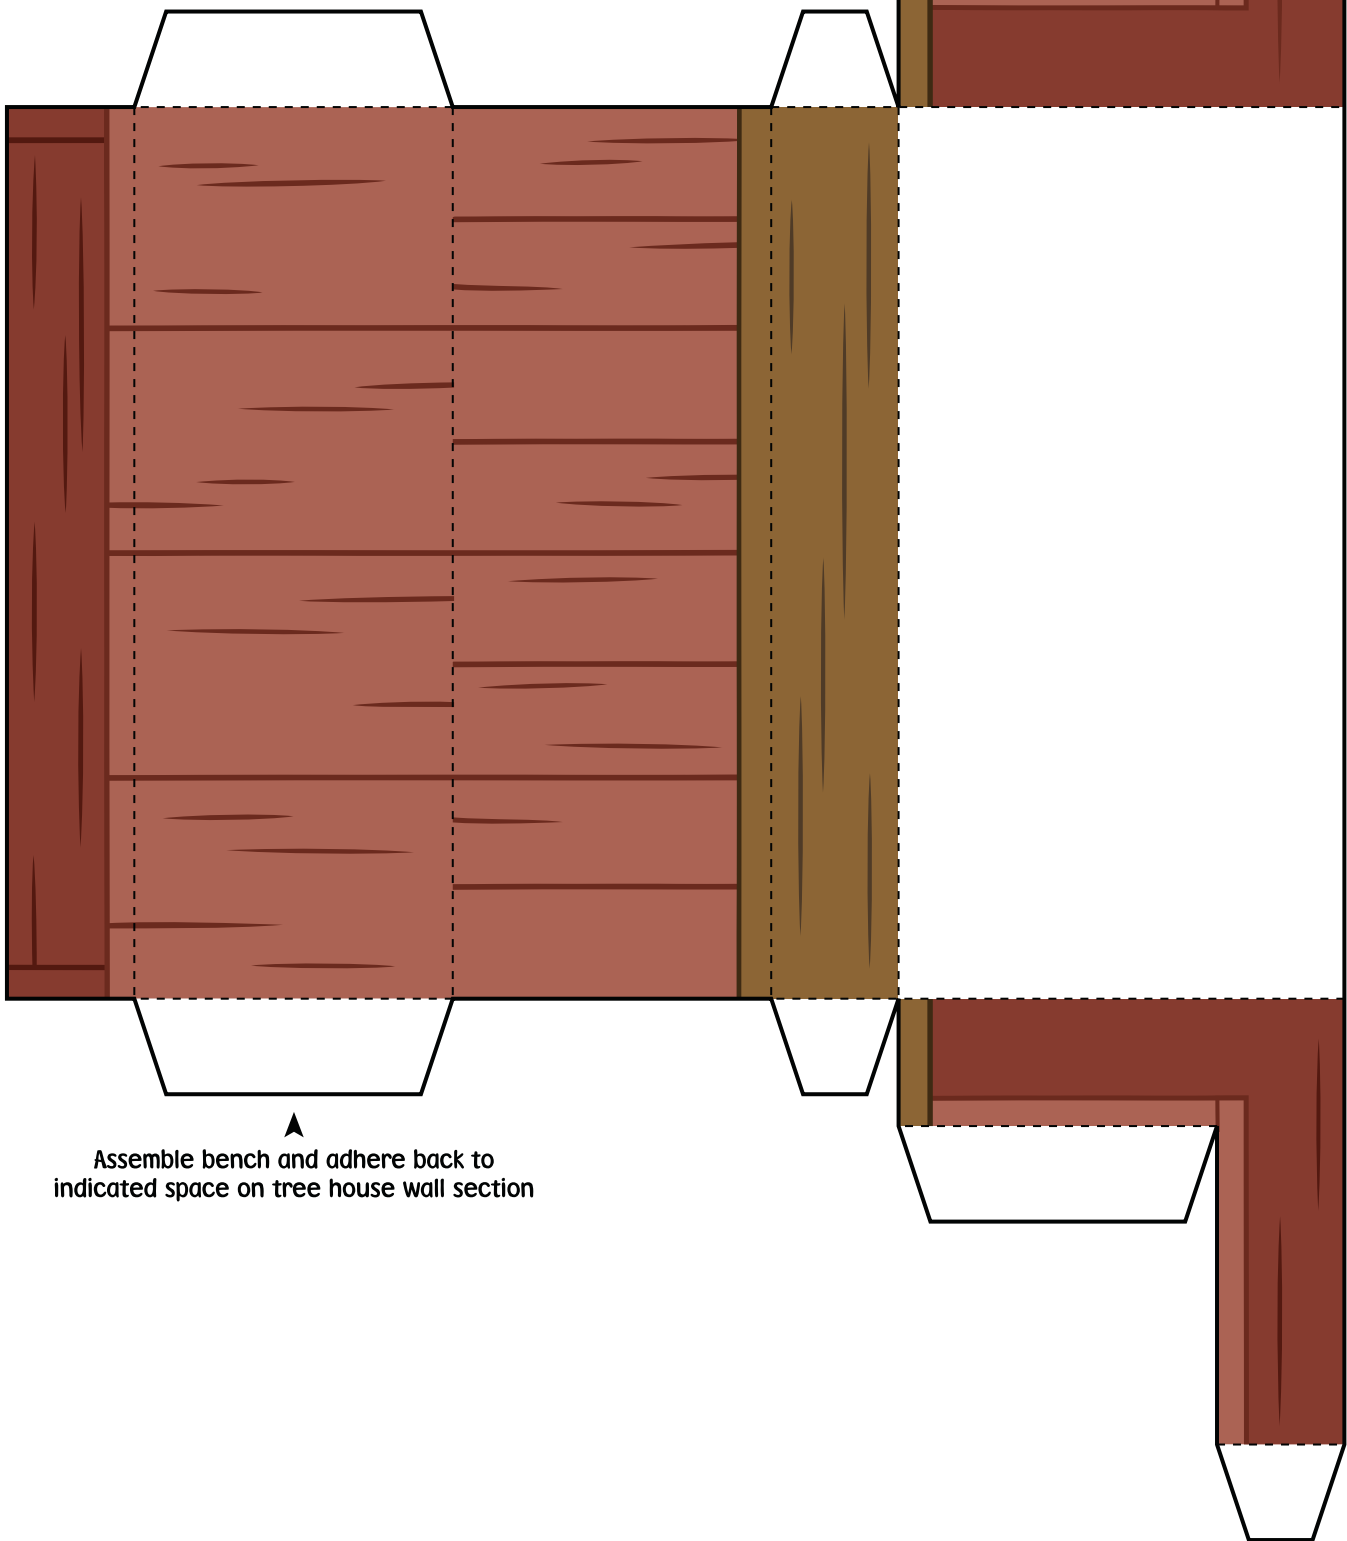 Assemble bench and adhere back to
indicated space on tree house wall section